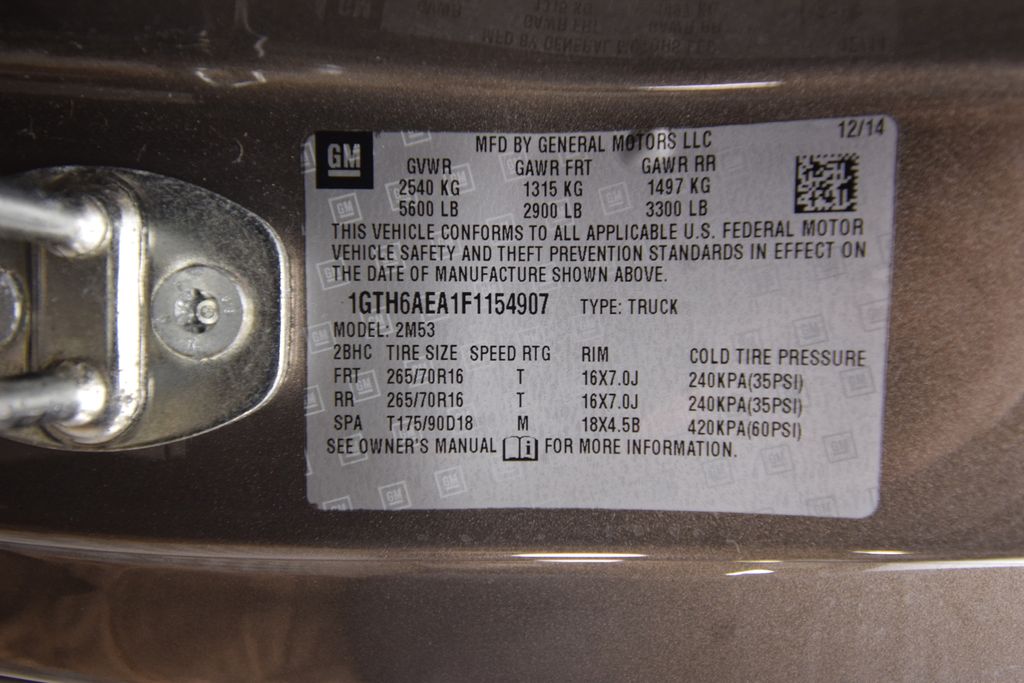 GM
MFD BY GENERAL MOTORS LLC 12/14
GVWR GAWR FRT GAWR RR
2540 KG 1315 KG 1497 KG
5600 LB 2900 LB 3300 LB
THIS VEHICLE CONFORMS TO ALL APPLICABLE U.S. FEDERAL MOTOR
VEHICLE SAFETY AND THEFT PREVENTION STANDARDS IN EFFECT ON
THE DATE OF MANUFACTURE SHOWN ABOVE.
1GTH6AEA1F1154907 TYPE: TRUCK
MODEL: 2M53
2BHC TIRE SIZE SPEED RTG RIM COLD TIRE PRESSURE
FRT 265/70R16 T 16X7.0J 240KPA(35PSI)
RR 265/70R16 T 16X7.0J 240KPA(35PSI)
SPA T175/90D18 M 18X4.5B 420KPA(60PSI)
SEE OWNER'S MANUAL i FOR MORE INFORMATION.